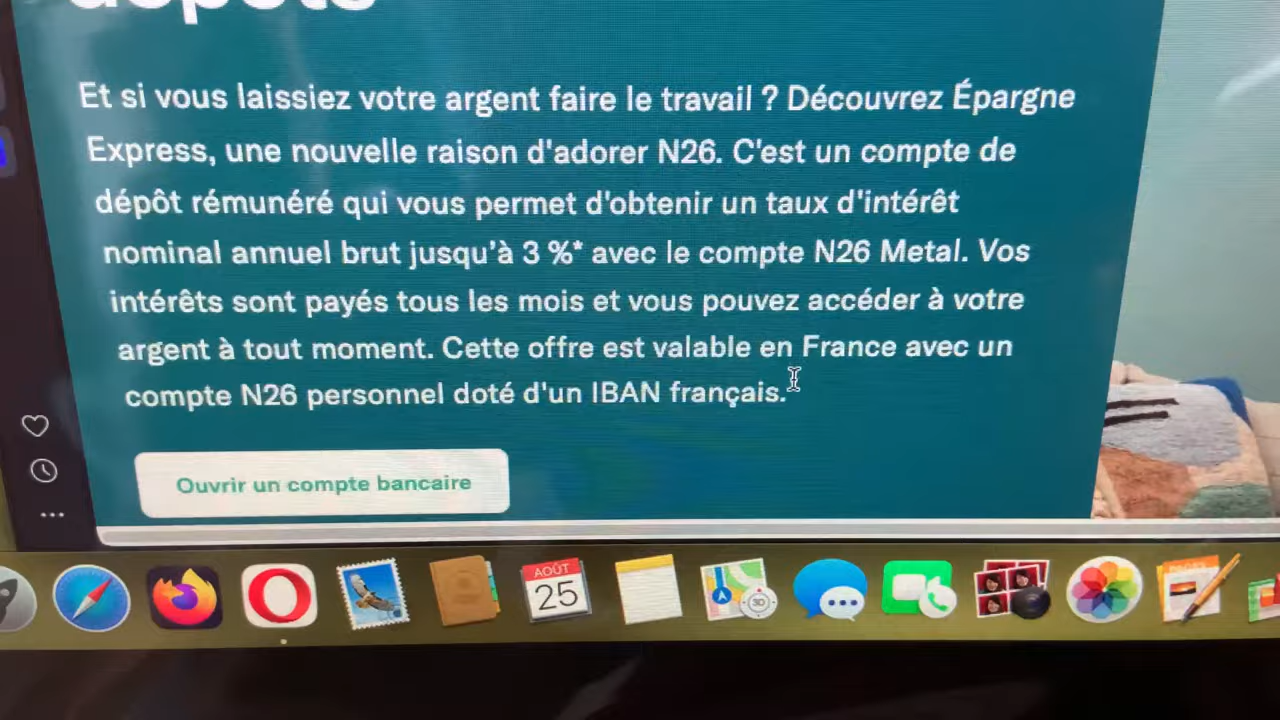 dépôts
Et si vous laissiez votre argent faire le travail ? Découvrez Épargne
Express, une nouvelle raison d'adorer N26. C'est un compte de
dépôt rémunéré qui vous permet d'obtenir un taux d'intérêt
nominal annuel brut jusqu'à 3 %* avec le compte N26 Metal. Vos
intérêts sont payés tous les mois et vous pouvez accéder à votre
argent à tout moment. Cette offre est valable en France avec un
compte N26 personnel doté d'un IBAN français.
Ouvrir un compte bancaire
AOÛT
25
3D
PAGES